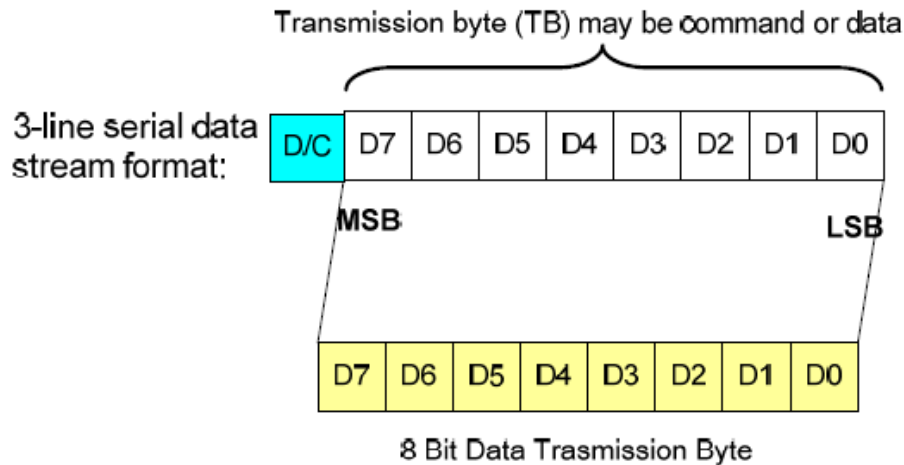 Transmission byte (TB) may be command or data
3-line serial data
stream format:
D/C D7 D6 D5 D4 D3 D2 D1 D0
MSB LSB
D7 D6 D5 D4 D3 D2 D1 D0
8 Bit Data Trasmission Byte